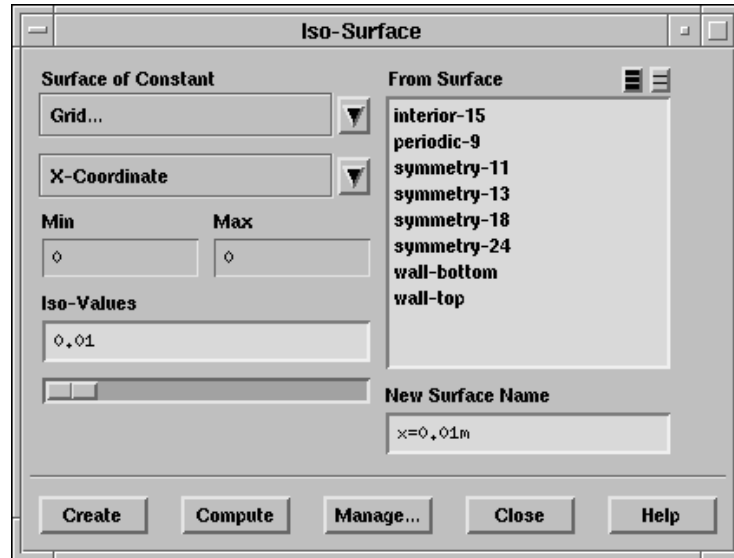 Iso-Surface
Surface of Constant
Grid...
X-Coordinate
Min Max
0 0
Iso-Values
0.01
From Surface
interior-15
periodic-9
symmetry-11
symmetry-13
symmetry-18
symmetry-24
wall-bottom
wall-top
New Surface Name
x=0.01m
Create Compute Manage... Close Help